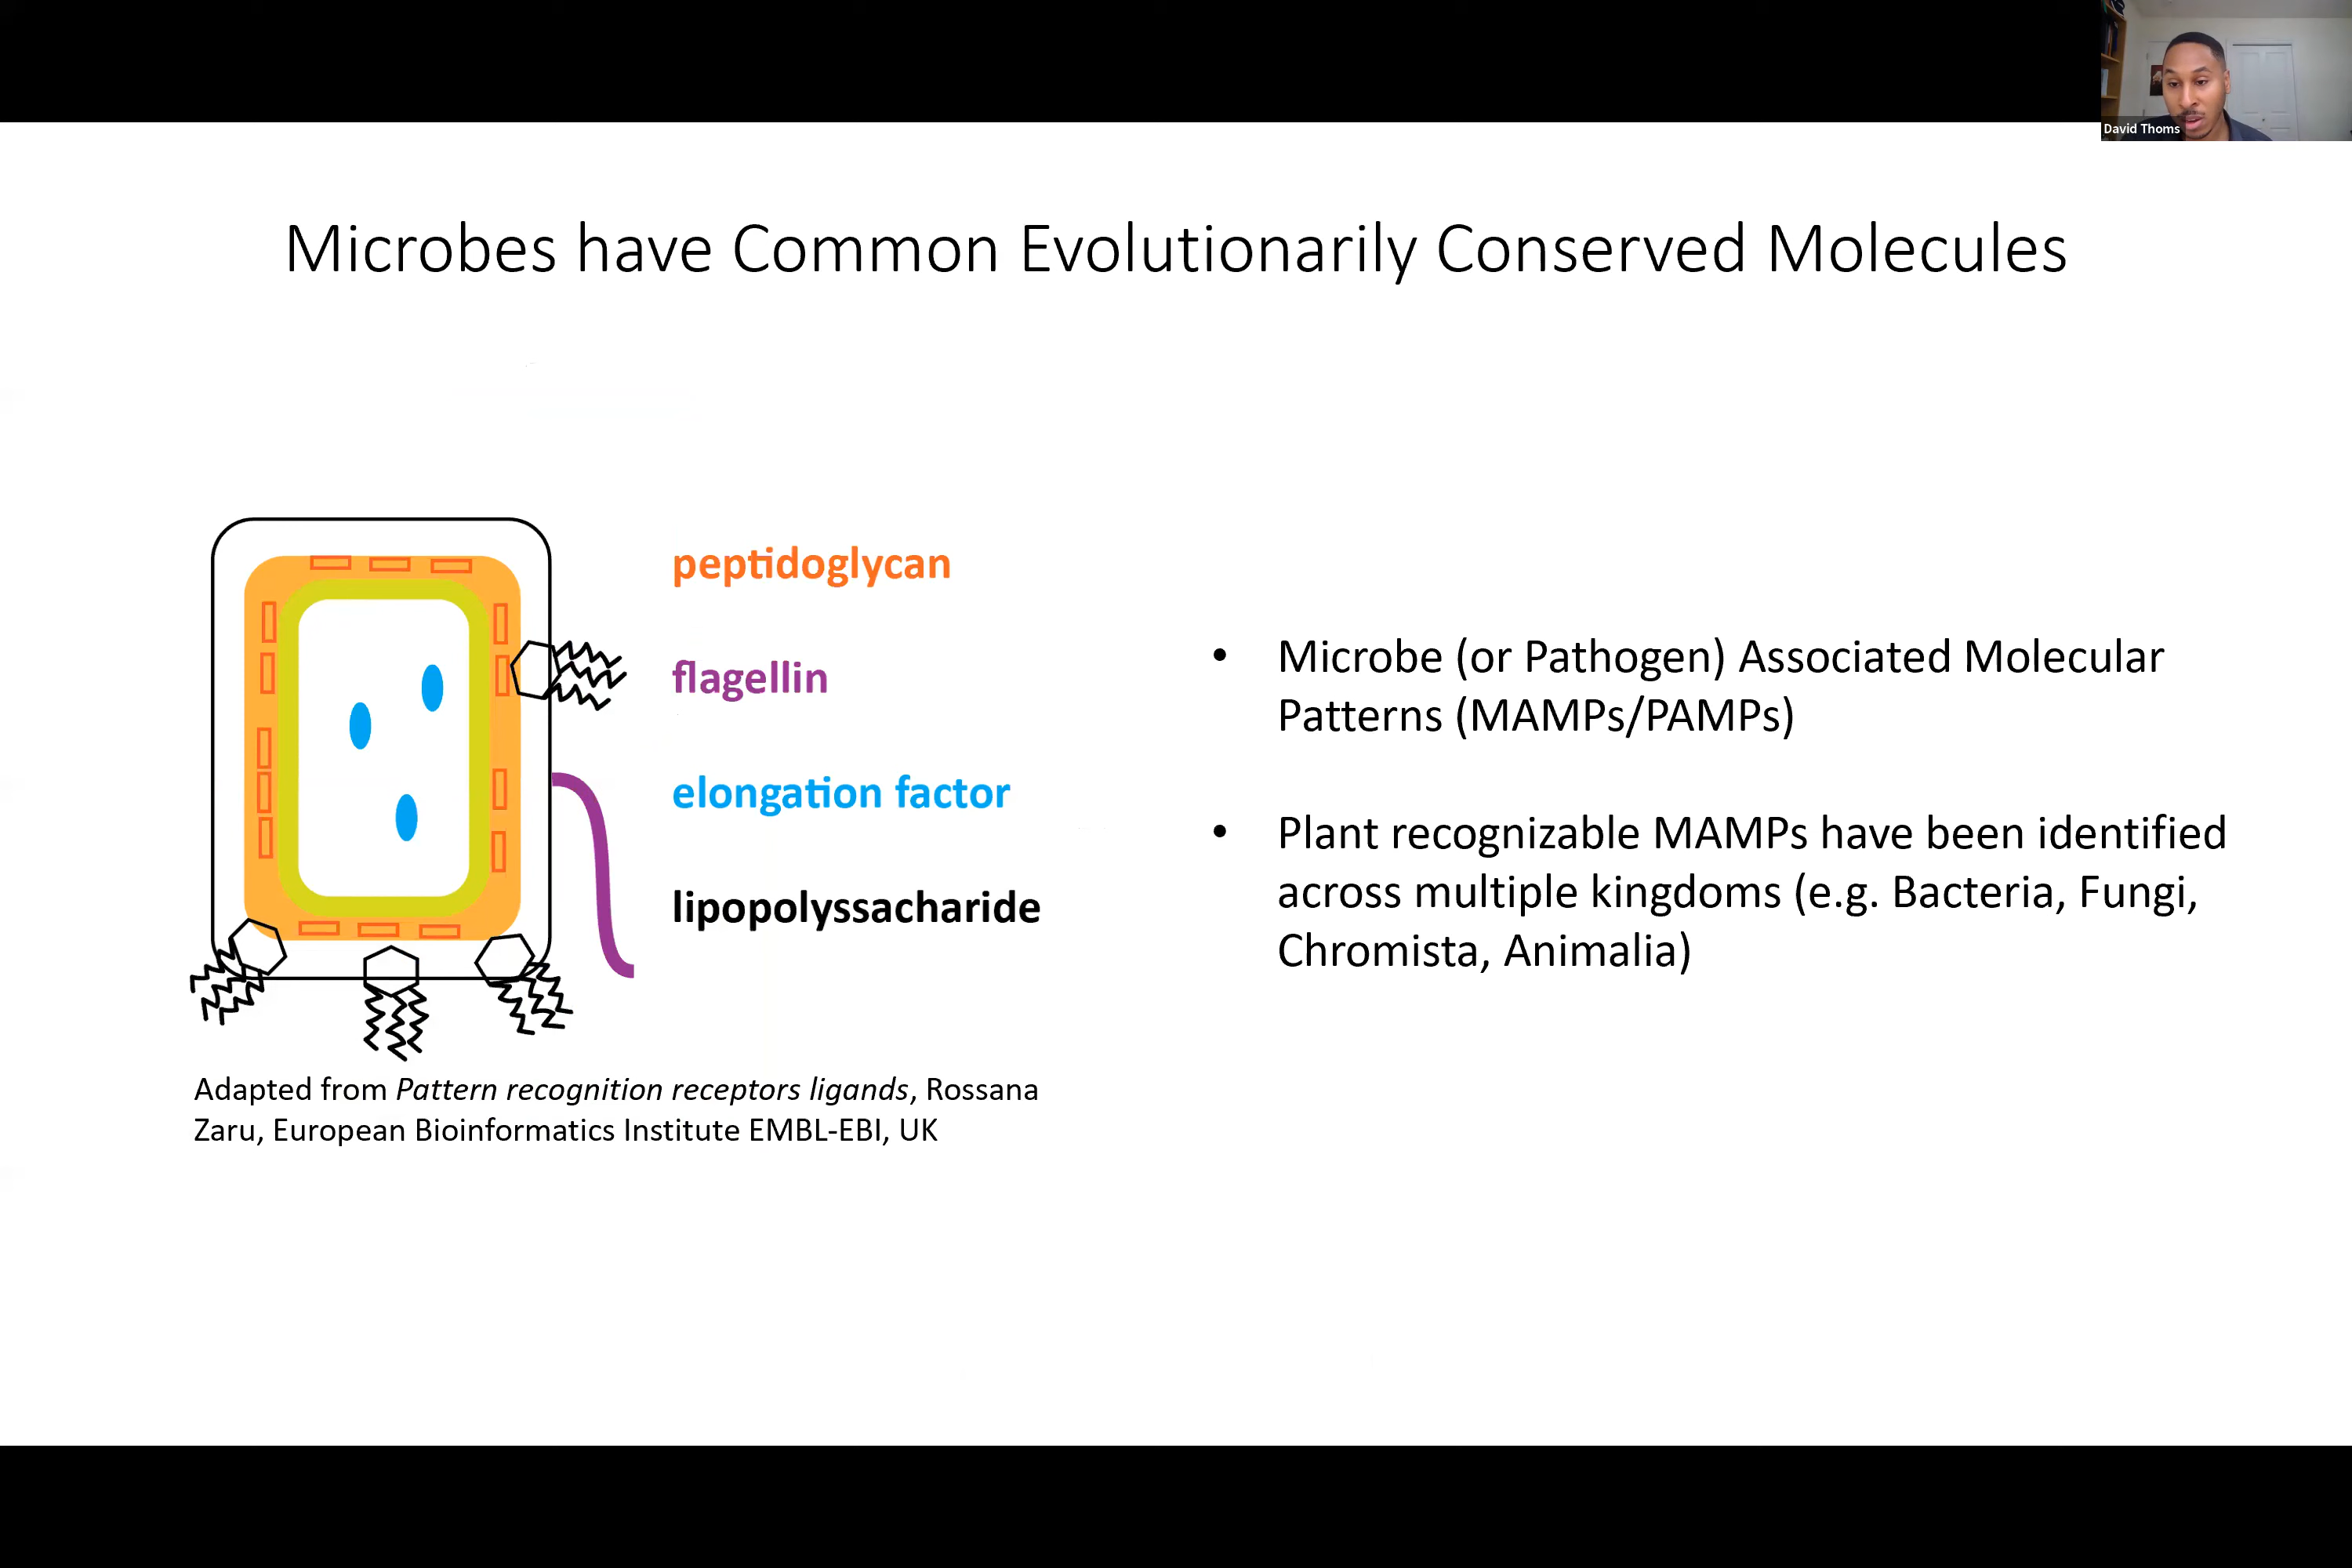 David Thoms
Microbes have Common Evolutionarily Conserved Molecules
peptidoglycan
flagellin
elongation factor
lipopolyssacharide
Adapted from Pattern recognition receptors ligands, Rossana
Zaru, European Bioinformatics Institute EMBL-EBI, UK
• Microbe (or Pathogen) Associated Molecular
Patterns (MAMPs/PAMPs)
• Plant recognizable MAMPs have been identified
across multiple kingdoms (e.g. Bacteria, Fungi,
Chromista, Animalia)